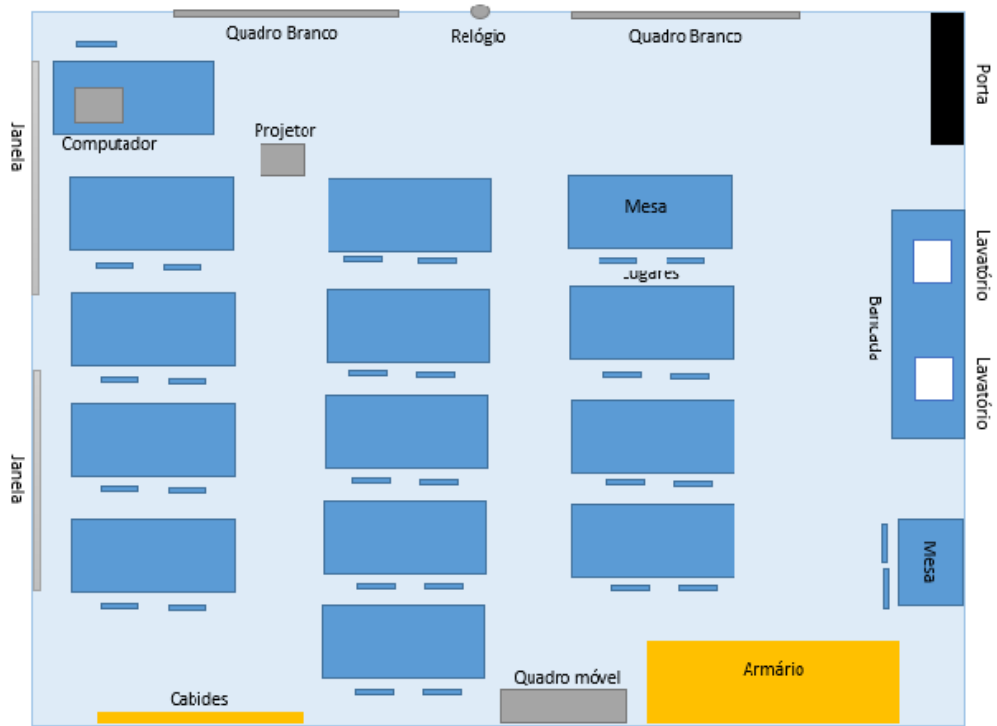 Quadro Branco
Relógio
Quadro Branco
Porta
Janela
Computador
Projetor
Mesa
Lugares
Lavatório
Bancada
Lavatório
Janela
Mesa
Armário
Quadro móvel
Cabides